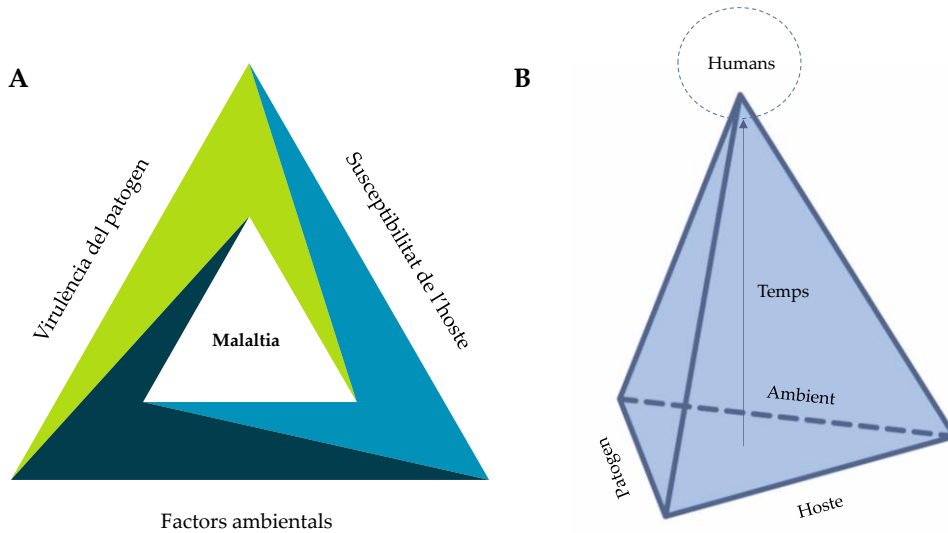 A
Virulència del patogen
Susceptibilitat de l'hoste
Malaltia
Factors ambientals
B
Humans
Temps
Ambient
Patogen
Hoste